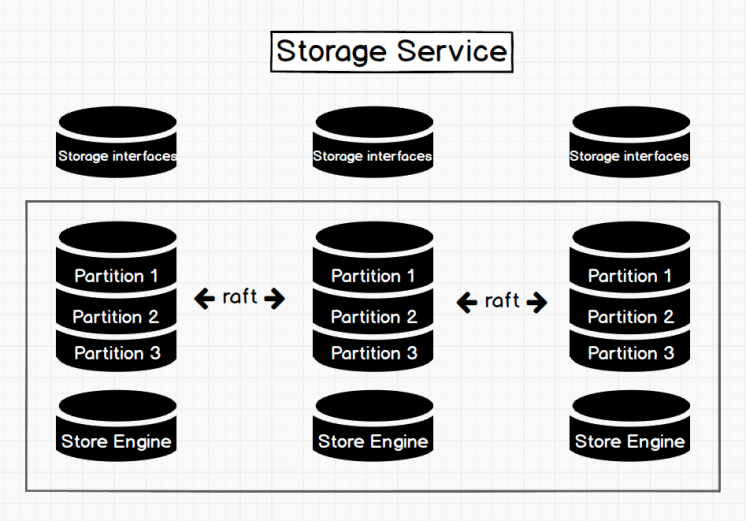 Storage Service
Storage interfaces
Storage interfaces
Storage interfaces
Partition 1
Partition 2
Partition 3
raft
Partition 1
Partition 2
Partition 3
raft
Partition 1
Partition 2
Partition 3
Store Engine
Store Engine
Store Engine